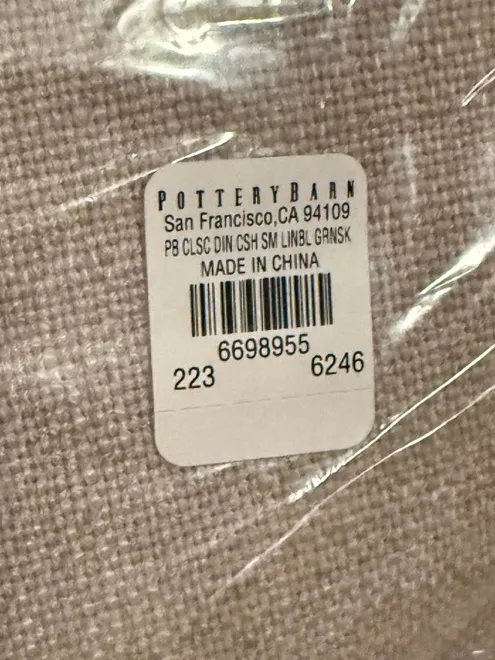 POTTERYBARN
San Francisco,CA 94109
PB CLSC DIN CSH SM LINBL GRNSK
MADE IN CHINA
6698955
223 6246